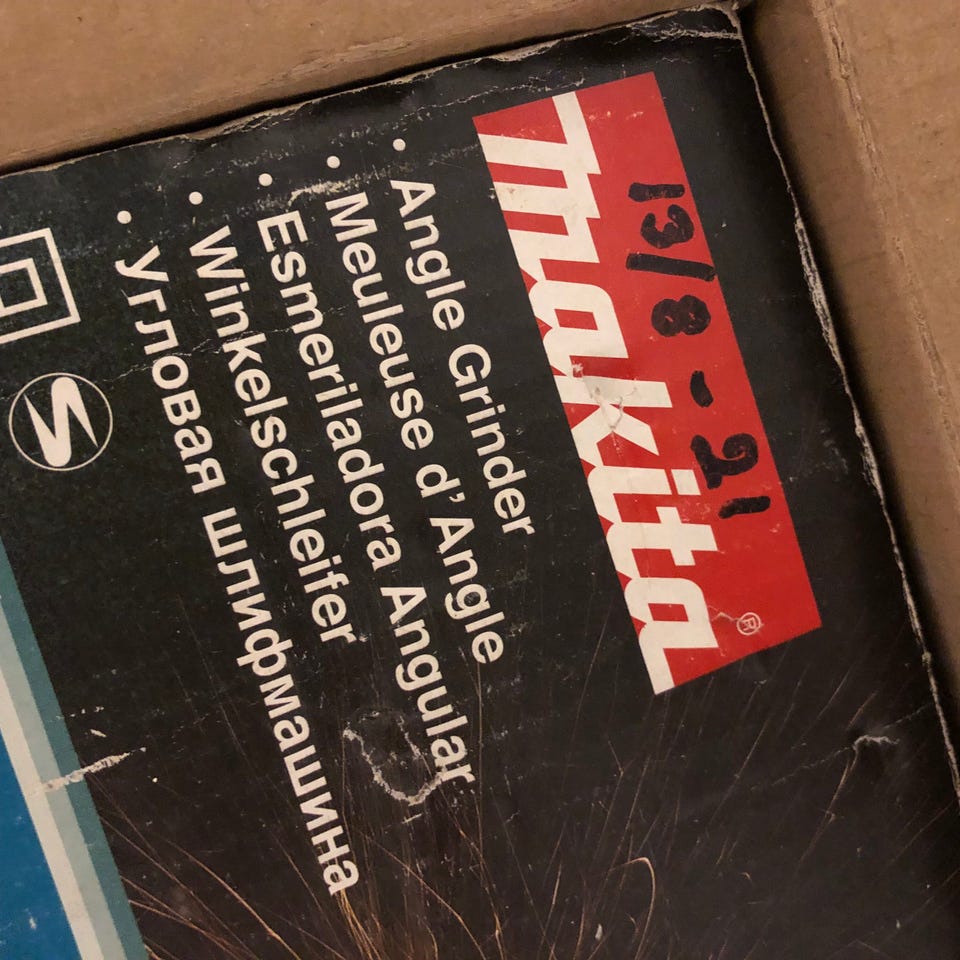 13/8-21
makita®
• Angle Grinder
• Meuleuse d'Angle
• Esmeriladora Angular
• Winkelschleifer
• угловая шлифмашина